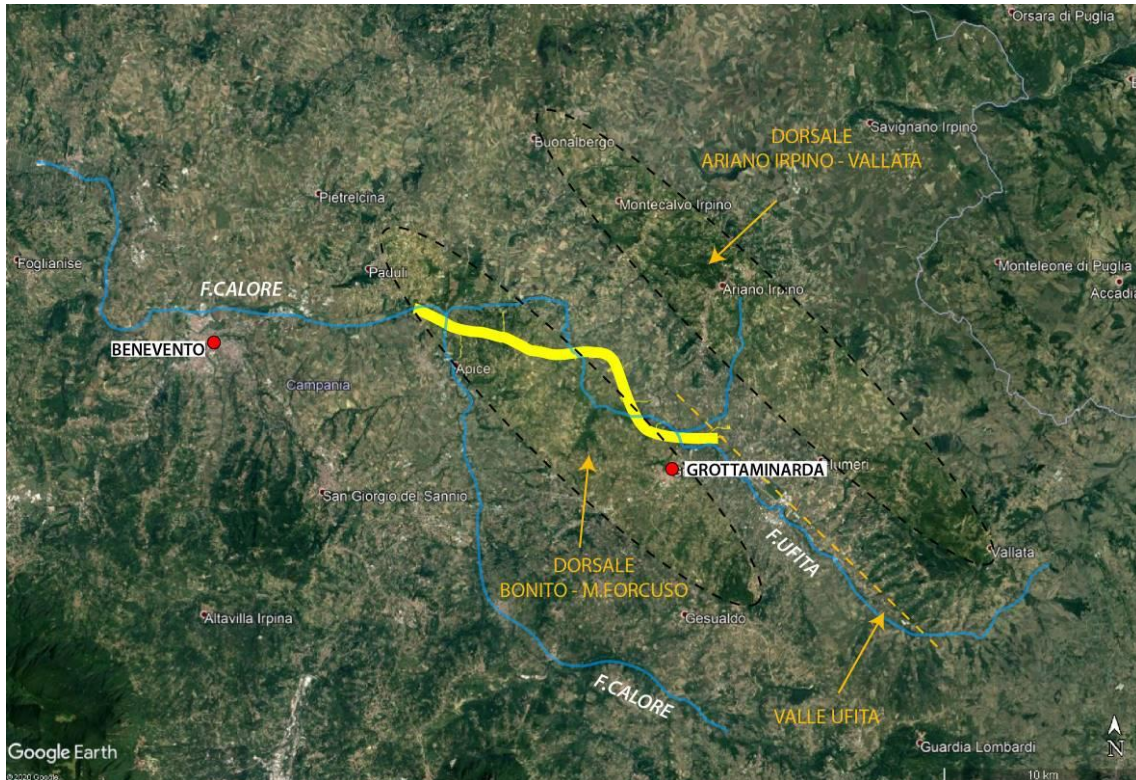 Orsara di Puglia
Buonalbergo
DORSALE
ARIANO IRPINO - VALLATA
Savignano Irpino
Pietrelcina
Montecalvo Irpino
Foglianise
Paduli
Monteleone di Puglia
Ariano Irpino
Accadia
F.CALORE
BENEVENTO
Apice
Campania
GROTTAMINARDA
San Giorgio del Sannio
F.UFITA
Vallata
DORSALE
BONITO - M.FORCUSO
Altavilla Irpina
Gesualdo
F.CALORE
VALLE UFITA
Guardia Lombardi
N
Google Earth
© 2020 Google
10 km